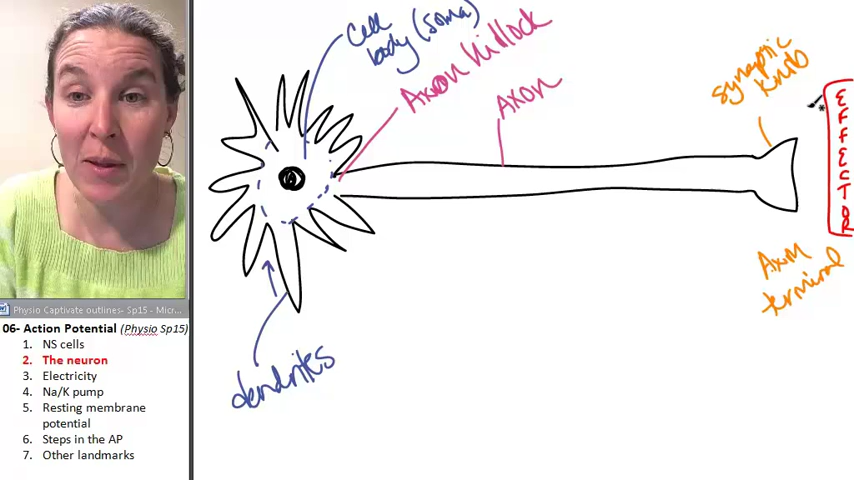 cell
body (soma)
Axon Hillock
Axon
synaptic
knob
EFFECTOR
Axon
terminal
dendrites
Physio Captivate outlines- Sp15 - Micr...
06- Action Potential (Physio Sp15)
1. NS cells
2. The neuron
3. Electricity
4. Na/K pump
5. Resting membrane
potential
6. Steps in the AP
7. Other landmarks